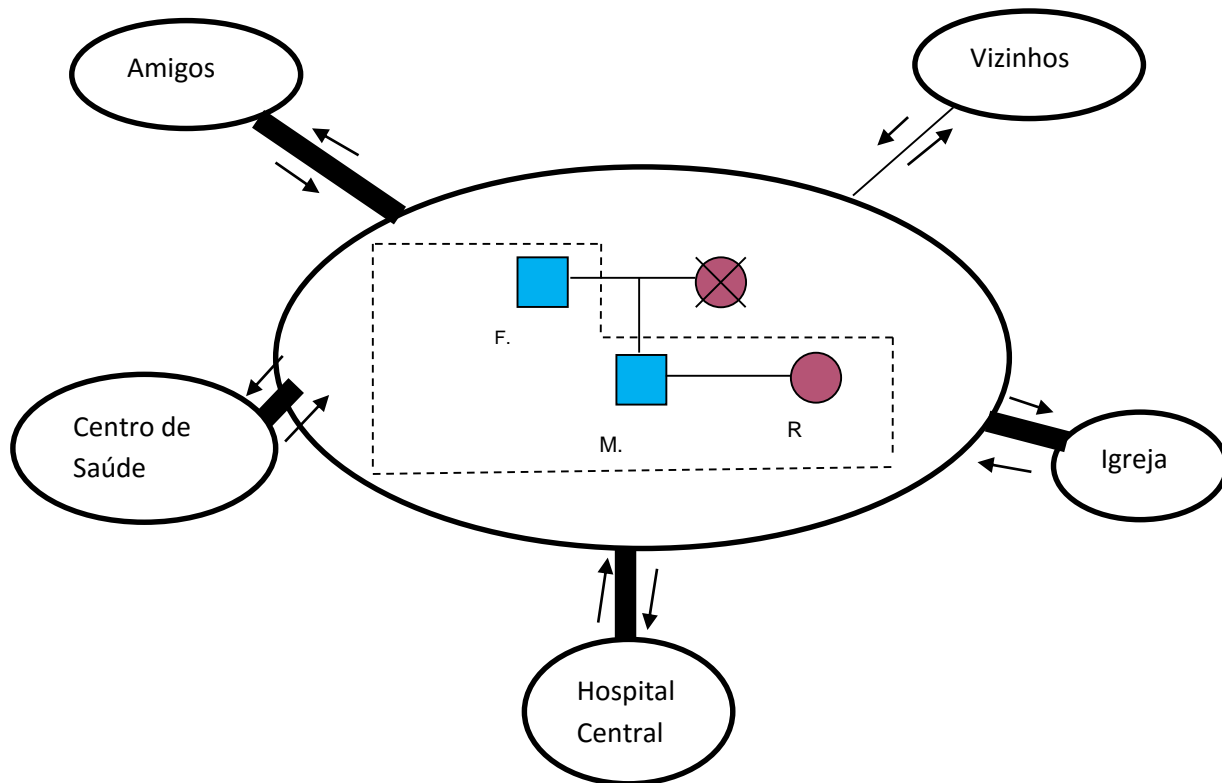 Amigos
Vizinhos
F.
M.
R
Centro de
Saúde
Igreja
Hospital
Central